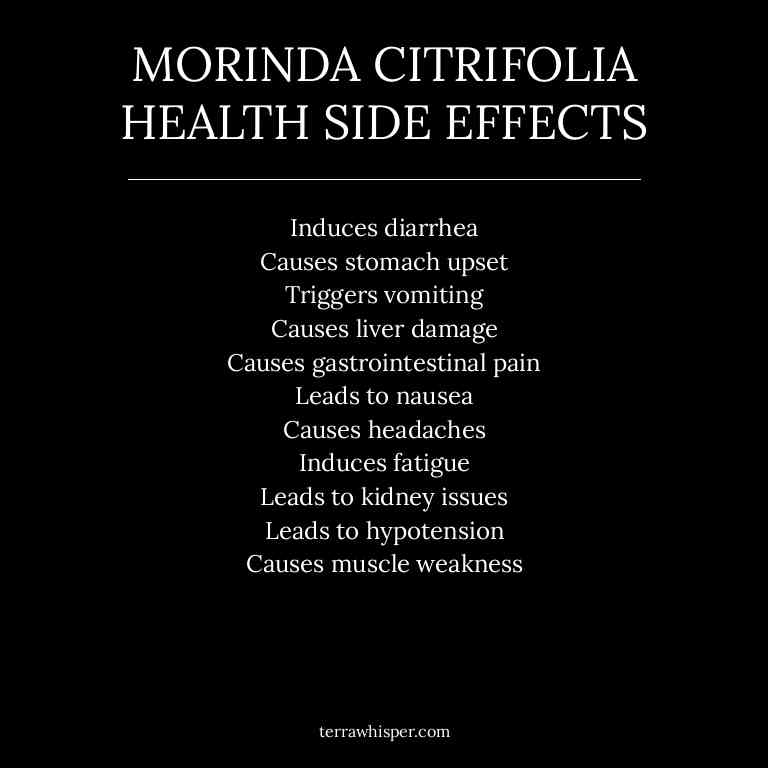 MORINDA CITRIFOLIA
HEALTH SIDE EFFECTS
Induces diarrhea
Causes stomach upset
Triggers vomiting
Causes liver damage
Causes gastrointestinal pain
Leads to nausea
Causes headaches
Induces fatigue
Leads to kidney issues
Leads to hypotension
Causes muscle weakness
terrawhisper.com